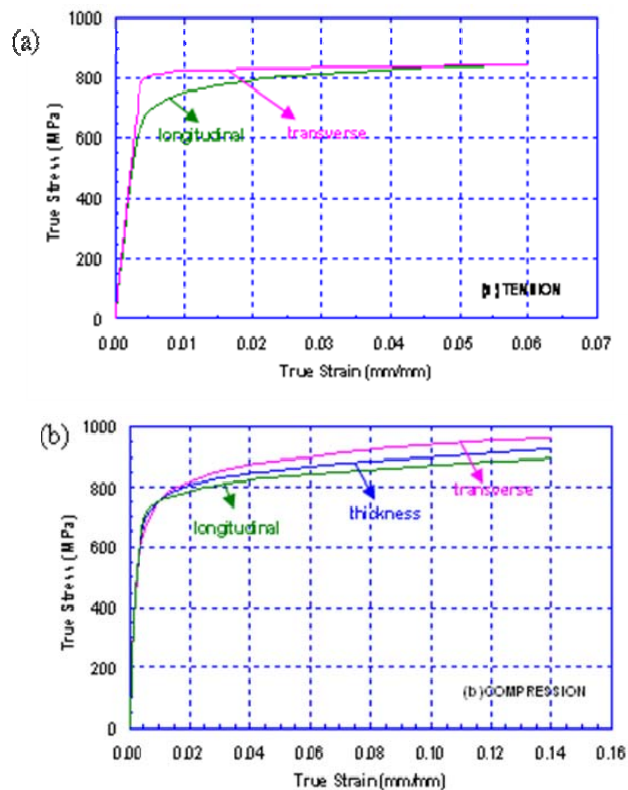 (a)
1000
800
600
400
200
0
True Stress (MPa)
longitudinal
transverse
(a) TENSION
0.00 0.01 0.02 0.03 0.04 0.05 0.06 0.07
True Strain (mm/mm)
(b)
1000
800
600
400
200
0
True Stress (MPa)
longitudinal
thickness
transverse
(b) COMPRESSION
0.00 0.02 0.04 0.06 0.08 0.10 0.12 0.14 0.16
True Strain (mm/mm)